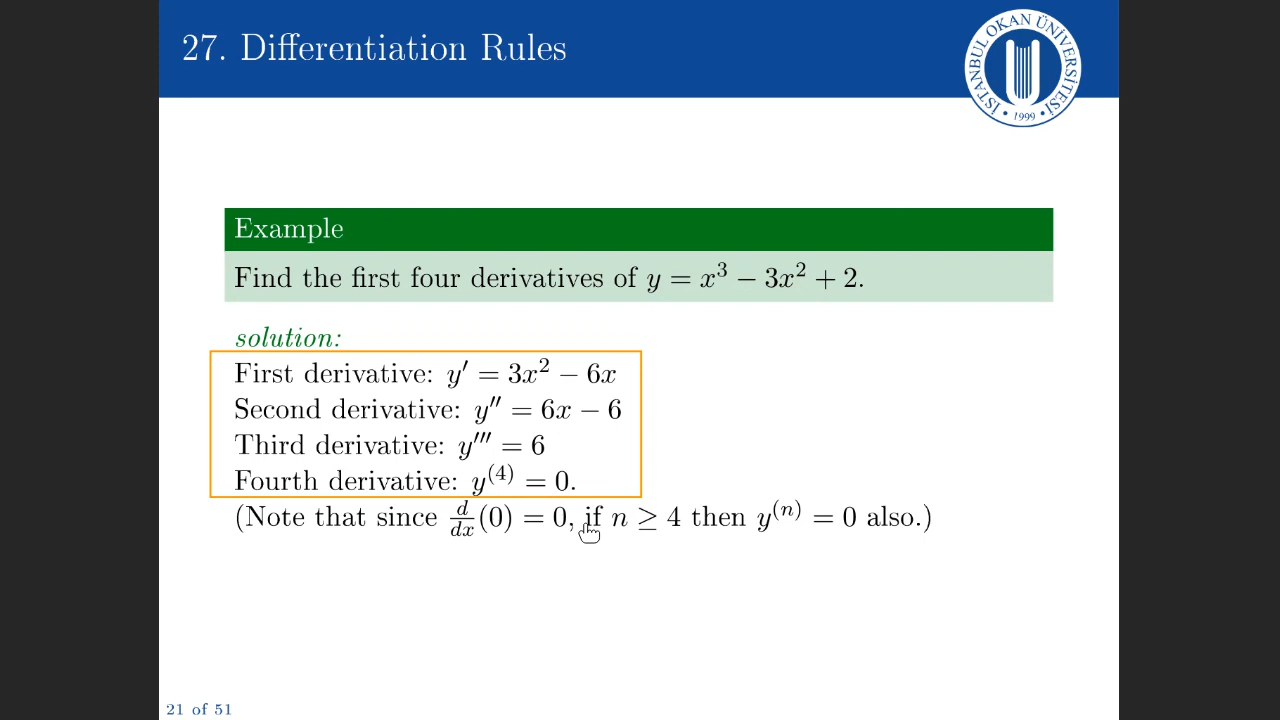 27. Differentiation Rules
İSTANBUL OKAN ÜNİVERSİTESİ
• 1999 •
Example
Find the first four derivatives of y = x³ − 3x² + 2.
solution:
First derivative: y′ = 3x² − 6x
Second derivative: y″ = 6x − 6
Third derivative: y‴ = 6
Fourth derivative: y⁽⁴⁾ = 0.
(Note that since d/dx(0) = 0, if n ≥ 4 then y⁽ⁿ⁾ = 0 also.)
21 of 51